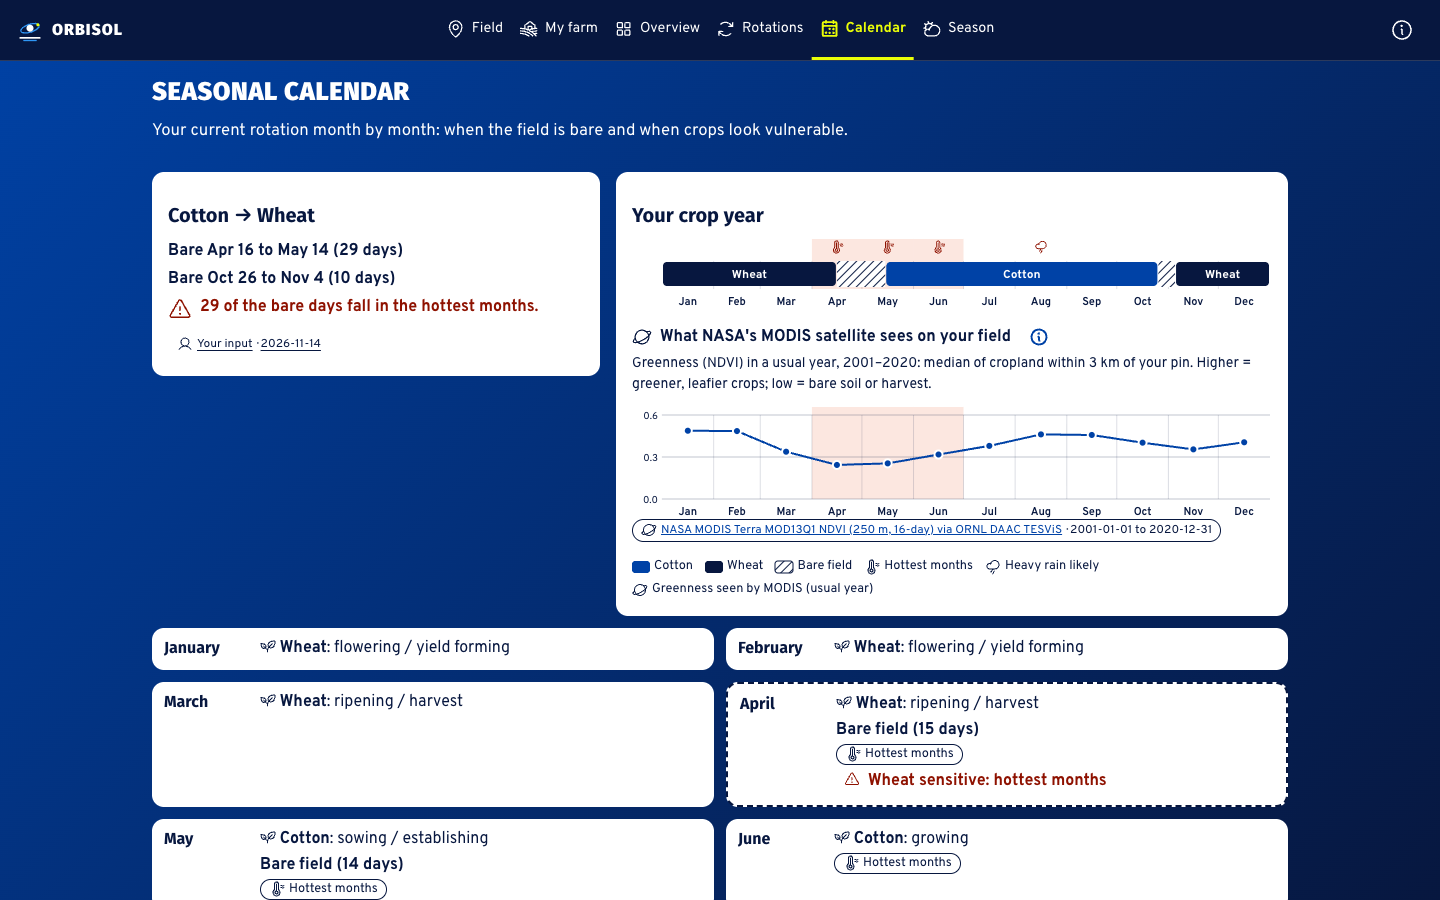 ORBISOL
Field
My farm
Overview
Rotations
Calendar
Season
SEASONAL CALENDAR
Your current rotation month by month: when the field is bare and when crops look vulnerable.
Cotton → Wheat
Bare Apr 16 to May 14 (29 days)
Bare Oct 26 to Nov 4 (10 days)
29 of the bare days fall in the hottest months.
Your input · 2026-11-14
Your crop year
Wheat Cotton Wheat
Jan Feb Mar Apr May Jun Jul Aug Sep Oct Nov Dec
What NASA's MODIS satellite sees on your field
Greenness (NDVI) in a usual year, 2001–2020: median of cropland within 3 km of your pin. Higher =
greener, leafier crops; low = bare soil or harvest.
0.6
0.3
0.0
Jan Feb Mar Apr May Jun Jul Aug Sep Oct Nov Dec
NASA MODIS Terra MOD13Q1 NDVI (250 m, 16-day) via ORNL DAAC TESViS · 2001-01-01 to 2020-12-31
Cotton Wheat Bare field Hottest months Heavy rain likely
Greenness seen by MODIS (usual year)
January
Wheat: flowering / yield forming
February
Wheat: flowering / yield forming
March
Wheat: ripening / harvest
April
Wheat: ripening / harvest
Bare field (15 days)
Hottest months
Wheat sensitive: hottest months
May
Cotton: sowing / establishing
Bare field (14 days)
Hottest months
June
Cotton: growing
Hottest months